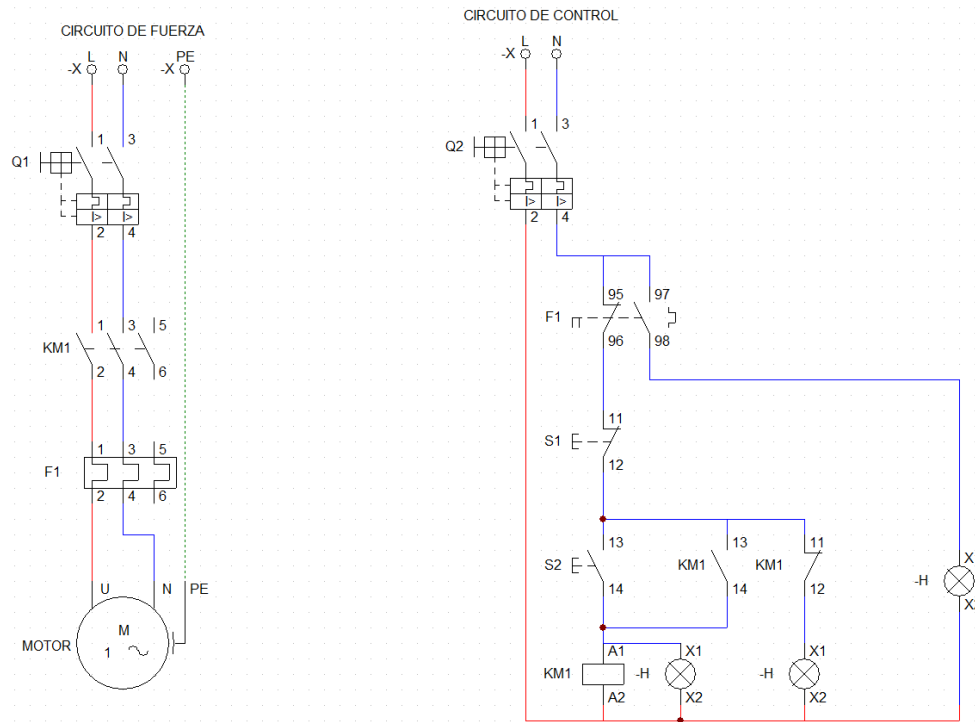 CIRCUITO DE FUERZA
L N PE
-X -X
1 3
Q1
I> I>
2 4
1 3 5
KM1
2 4 6
1 3 5
F1
2 4 6
U N PE
M
MOTOR 1
CIRCUITO DE CONTROL
L N
-X
1 3
Q2
I> I>
2 4
95 97
F1
96 98
11
S1
12
13 13 11
S2 KM1 KM1
14 14 12
A1 X1 X1
KM1 -H -H
A2 X2 X2
-H